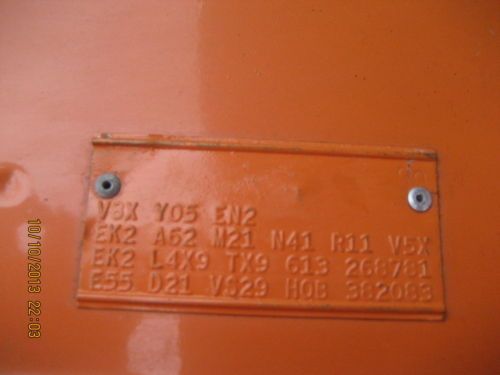 V3X Y05 EN2
EK2 A62 M21 N41 R11 V5X
EK2 L4X9 TX9 613 268781
E55 D21 VS29 H0B 382083
10/10/2013 22:03